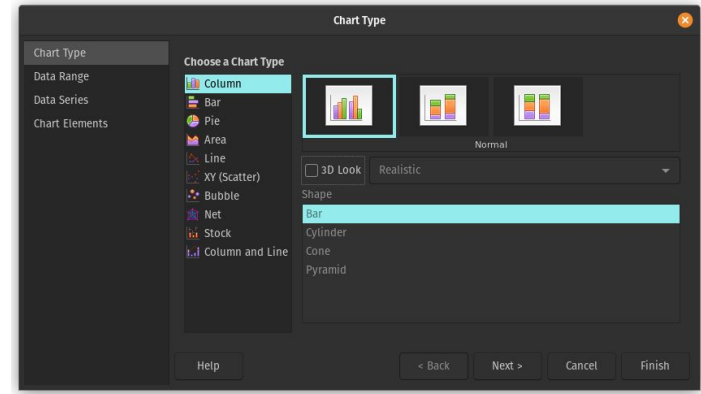 Chart Type
Chart Type
Data Range
Data Series
Chart Elements
Choose a Chart Type
Column
Bar
Pie
Area
Line
XY (Scatter)
Bubble
Net
Stock
Column and Line
Normal
3D Look
Realistic
Shape
Bar
Cylinder
Cone
Pyramid
Help
< Back
Next >
Cancel
Finish